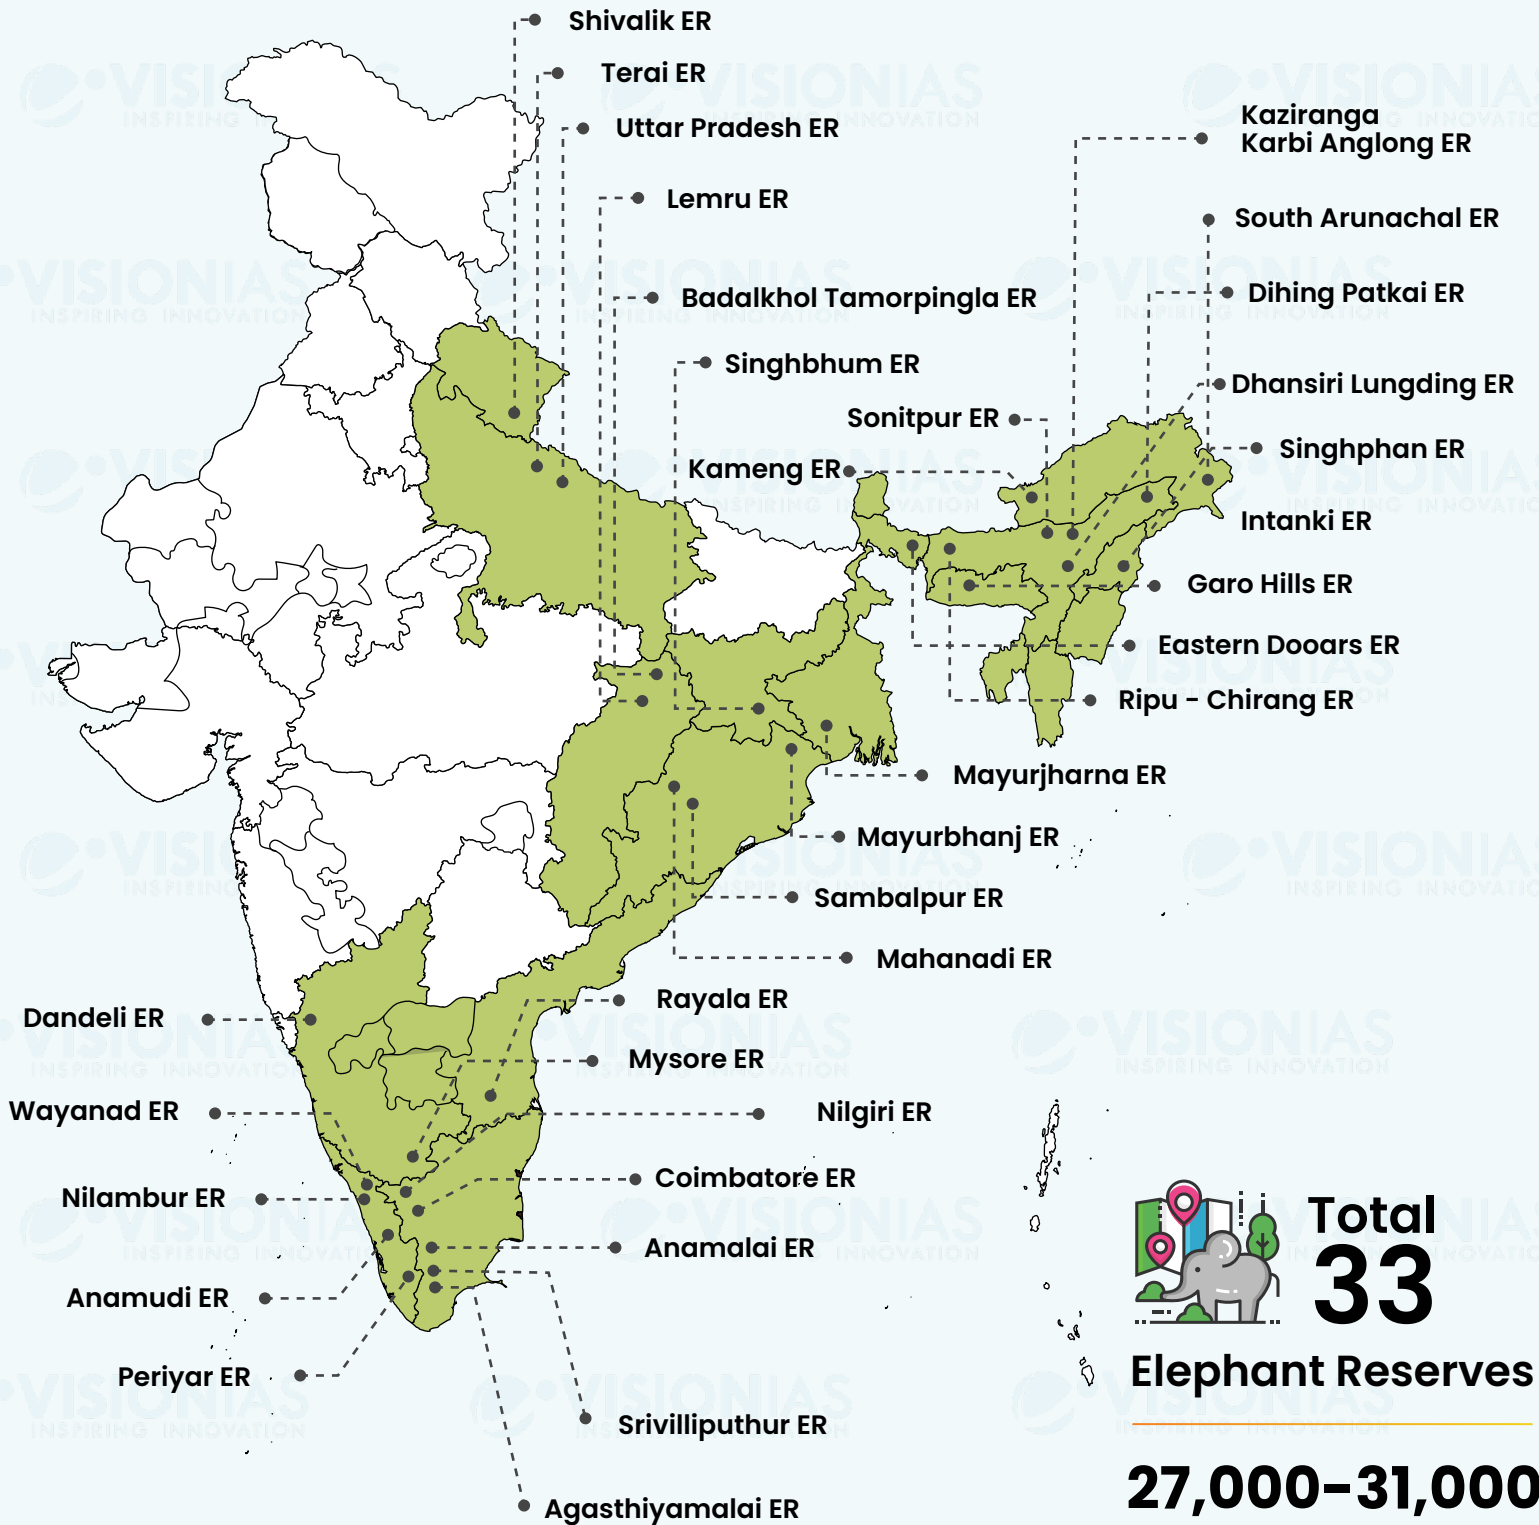 Shivalik ER
Terai ER
Uttar Pradesh ER
Lemru ER
Badalkhol Tamorpingla ER
Singhbhum ER
Sonitpur ER
Kameng ER
Kaziranga
Karbi Anglong ER
South Arunachal ER
Dihing Patkai ER
Dhansiri Lungding ER
Singhphan ER
Intanki ER
Garo Hills ER
Eastern Dooars ER
Ripu - Chirang ER
Mayurjharna ER
Mayurbhanj ER
Sambalpur ER
Mahanadi ER
Rayala ER
Mysore ER
Nilgiri ER
Coimbatore ER
Anamalai ER
Srivilliputhur ER
Agasthiyamalai ER
Dandeli ER
Wayanad ER
Nilambur ER
Anamudi ER
Periyar ER
Total
33
Elephant Reserves
27,000-31,000
VISIONIAS
INSPIRING INNOVATION